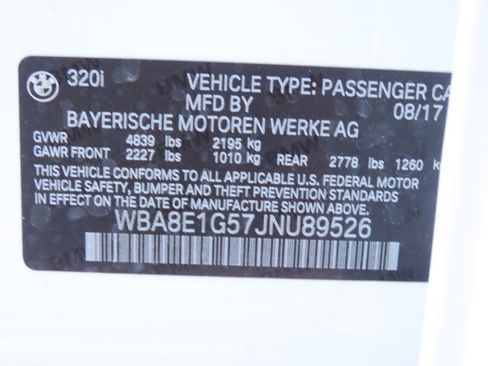 320i VEHICLE TYPE: PASSENGER CA
MFD BY 08/17
BAYERISCHE MOTOREN WERKE AG
GVWR 4839 lbs 2195 kg
GAWR FRONT 2227 lbs 1010 kg REAR 2778 lbs 1260 k
THIS VEHICLE CONFORMS TO ALL APPLICABLE U.S. FEDERAL MOTOR
VEHICLE SAFETY, BUMPER AND THEFT PREVENTION STANDARDS IN
EFFECT ON THE DATE OF MANUFACTURE SHOWN ABOVE.
WBA8E1G57JNU89526